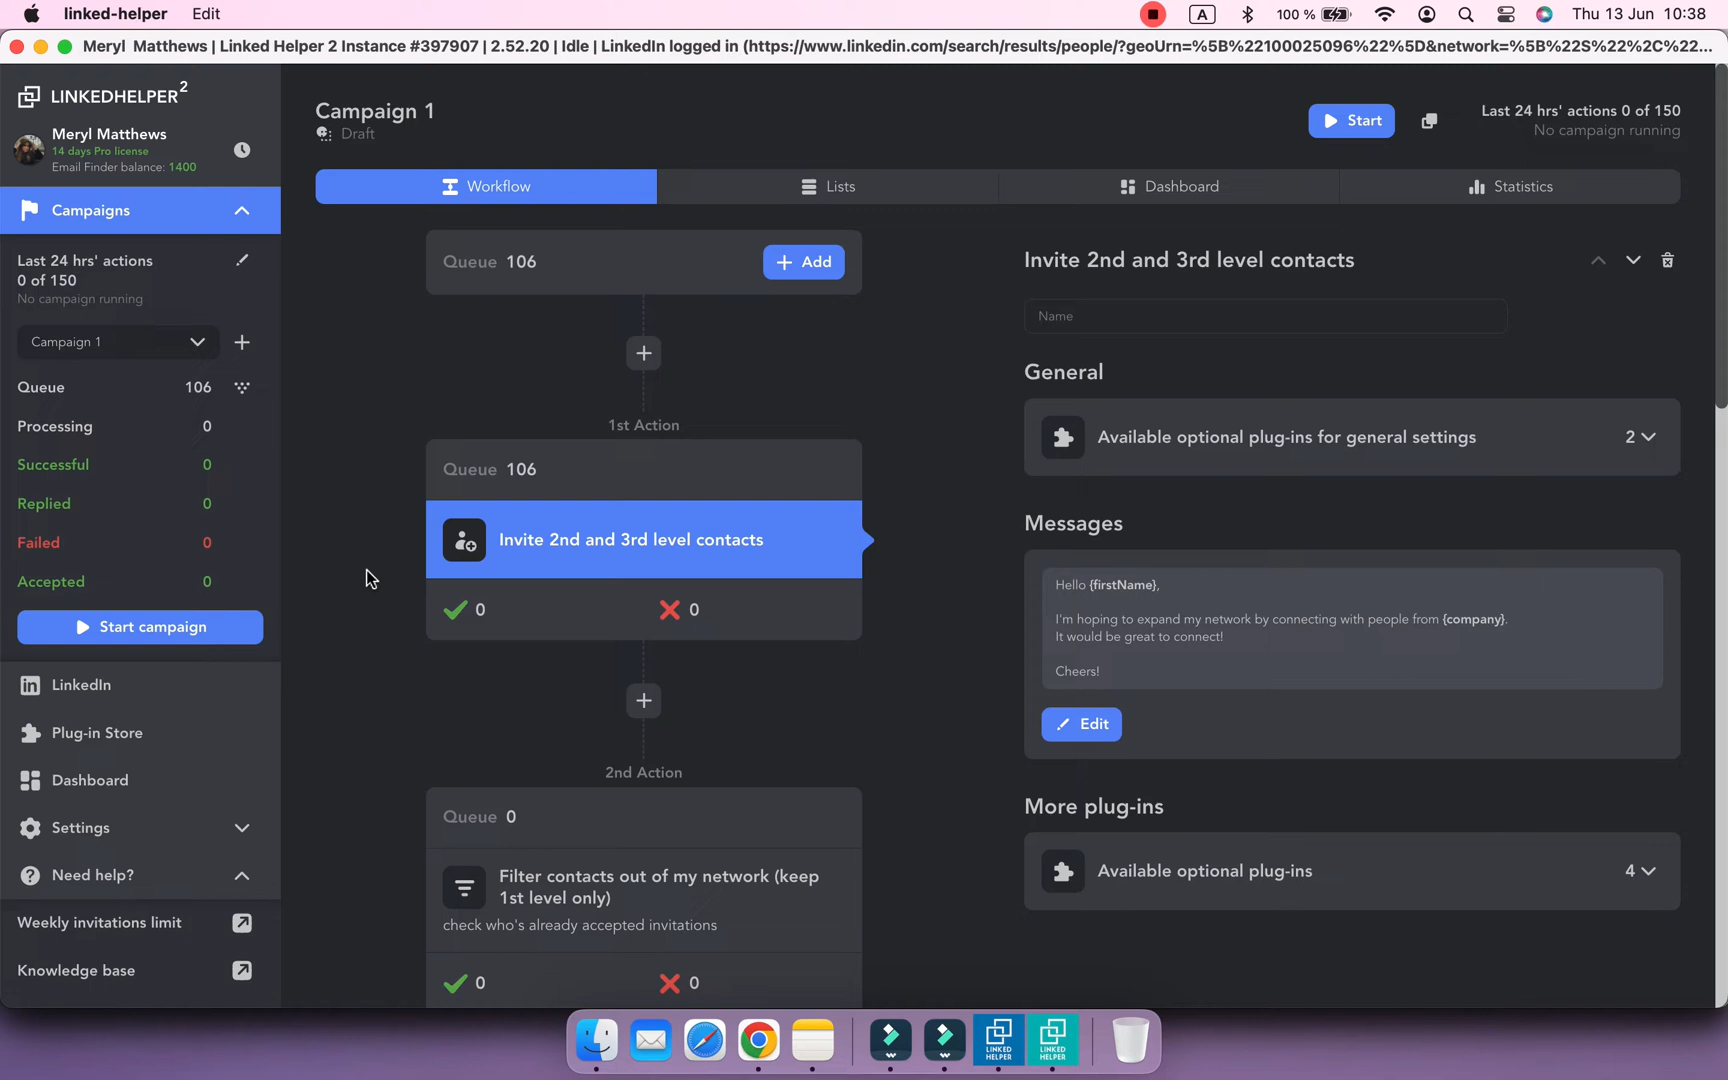 linked-helper Edit A 100 % Thu 13 Jun 10:38
Meryl Matthews | Linked Helper 2 Instance #397907 | 2.52.20 | Idle | LinkedIn logged in (https://www.linkedin.com/search/results/people/?geoUrn=%5B%22100025096%22%5D&network=%5B%22S%22%2C%22...
LINKEDHELPER2
Meryl Matthews
14 days Pro license
Email Finder balance: 1400
Campaigns
Last 24 hrs' actions
0 of 150
No campaign running
Campaign 1
Queue 106
Processing 0
Successful 0
Replied 0
Failed 0
Accepted 0
Start campaign
LinkedIn
Plug-in Store
Dashboard
Settings
Need help?
Weekly invitations limit
Knowledge base
Campaign 1
Draft
Start
Last 24 hrs' actions 0 of 150
No campaign running
Workflow Lists Dashboard Statistics
Queue 106 + Add
1st Action
Queue 106
Invite 2nd and 3rd level contacts
0 0
2nd Action
Queue 0
Filter contacts out of my network (keep
1st level only)
check who's already accepted invitations
0 0
Invite 2nd and 3rd level contacts
Name
General
Available optional plug-ins for general settings 2
Messages
Hello {firstName},
I'm hoping to expand my network by connecting with people from {company}.
It would be great to connect!
Cheers!
Edit
More plug-ins
Available optional plug-ins 4
LINKED
HELPER
LINKED
HELPER